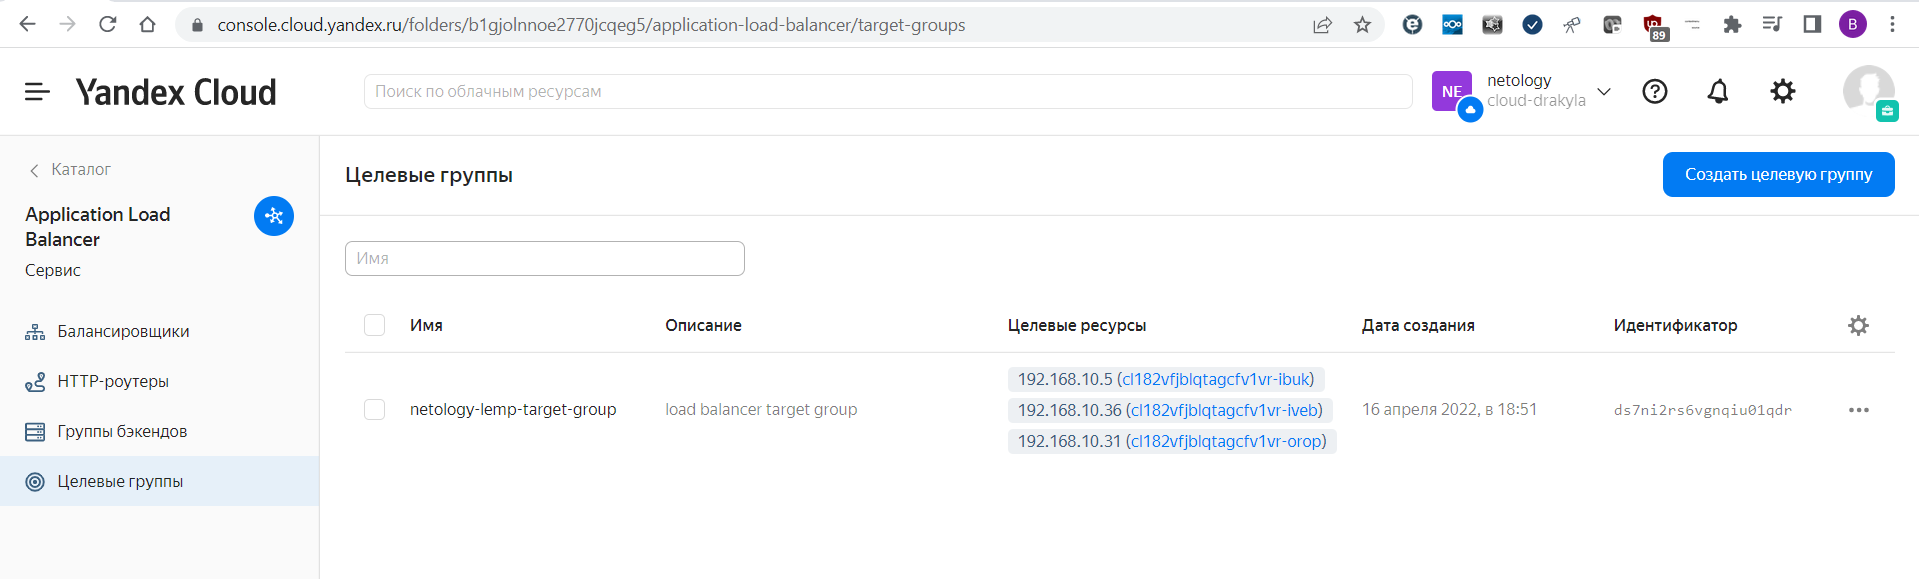 console.cloud.yandex.ru/folders/b1gjolnnoe2770jcqeg5/application-load-balancer/target-groups
89
B
Yandex Cloud
Поиск по облачным ресурсам
NE
netology
cloud-drakyla
Каталог
Application Load
Balancer
Сервис
Балансировщики
HTTP-роутеры
Группы бэкендов
Целевые группы
Целевые группы
Создать целевую группу
Имя
Имя Описание Целевые ресурсы Дата создания Идентификатор
192.168.10.5 (cl182vfjblqtagcfv1vr-ibuk)
netology-lemp-target-group load balancer target group 192.168.10.36 (cl182vfjblqtagcfv1vr-iveb) 16 апреля 2022, в 18:51 ds7ni2rs6vgnqiu01qdr
192.168.10.31 (cl182vfjblqtagcfv1vr-orop)